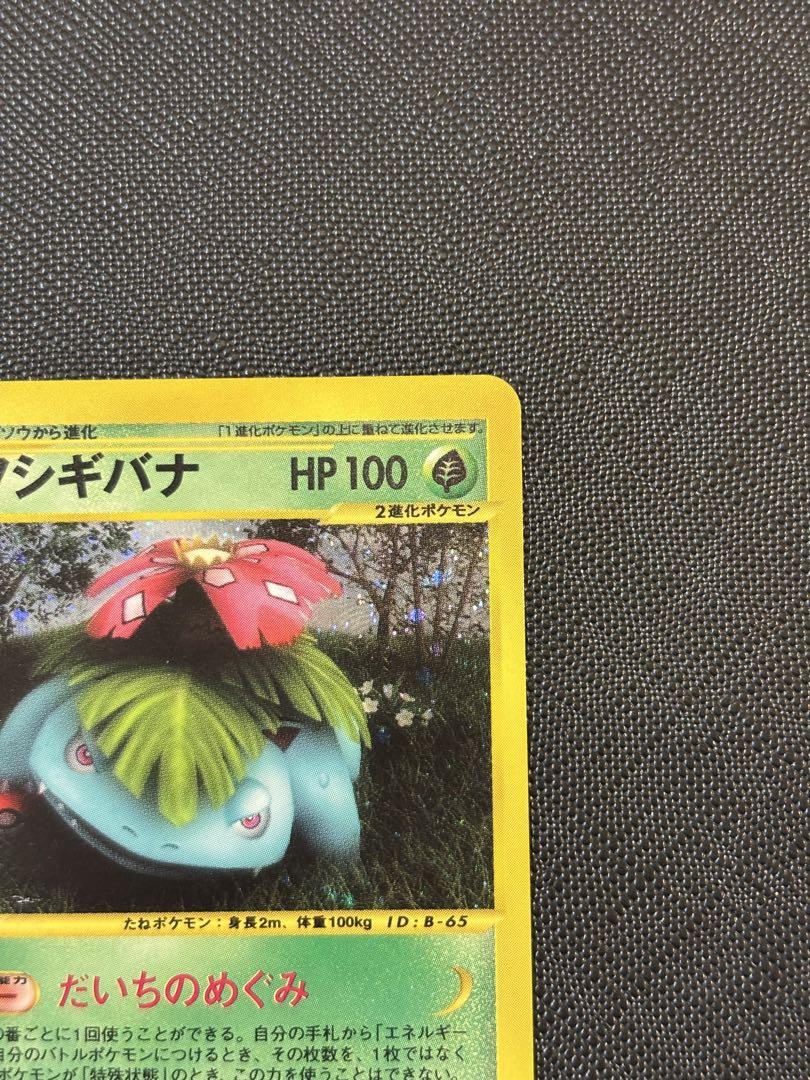 ソウから進化
「1進化ポケモン」の上に重ねて進化させます。
シギバナ
HP 100
2進化ポケモン
たねポケモン：身長2m、体重100kg ID：B-65
能力
だいちのめぐみ
番ごとに1回使うことができる。自分の手札から「エネルギー
自分のバトルポケモンにつけるとき、その枚数を、1枚ではなく
ポケモンが「特殊状態」のとき、この力を使うことはできない。